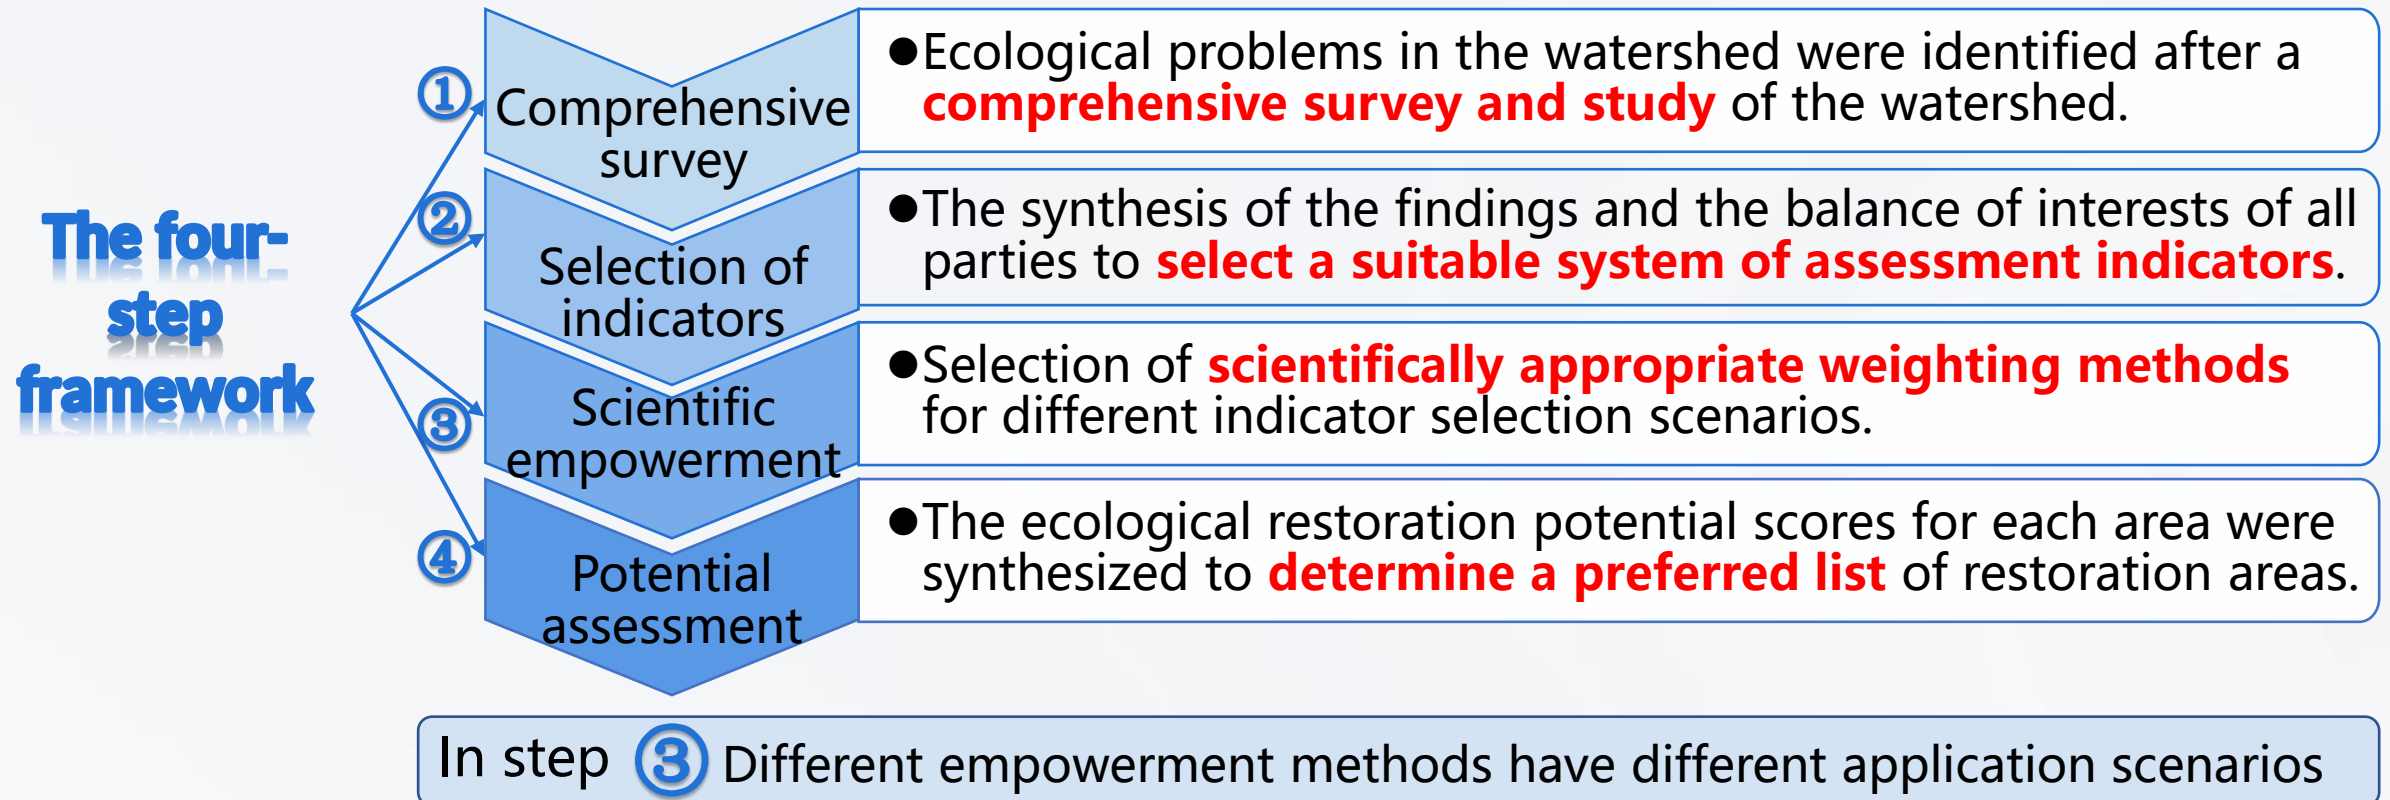 The four-
step
framework
①
Comprehensive
survey
●Ecological problems in the watershed were identified after a
comprehensive survey and study of the watershed.
②
Selection of
indicators
●The synthesis of the findings and the balance of interests of all
parties to select a suitable system of assessment indicators.
③
Scientific
empowerment
●Selection of scientifically appropriate weighting methods
for different indicator selection scenarios.
④
Potential
assessment
●The ecological restoration potential scores for each area were
synthesized to determine a preferred list of restoration areas.
In step ③ Different empowerment methods have different application scenarios